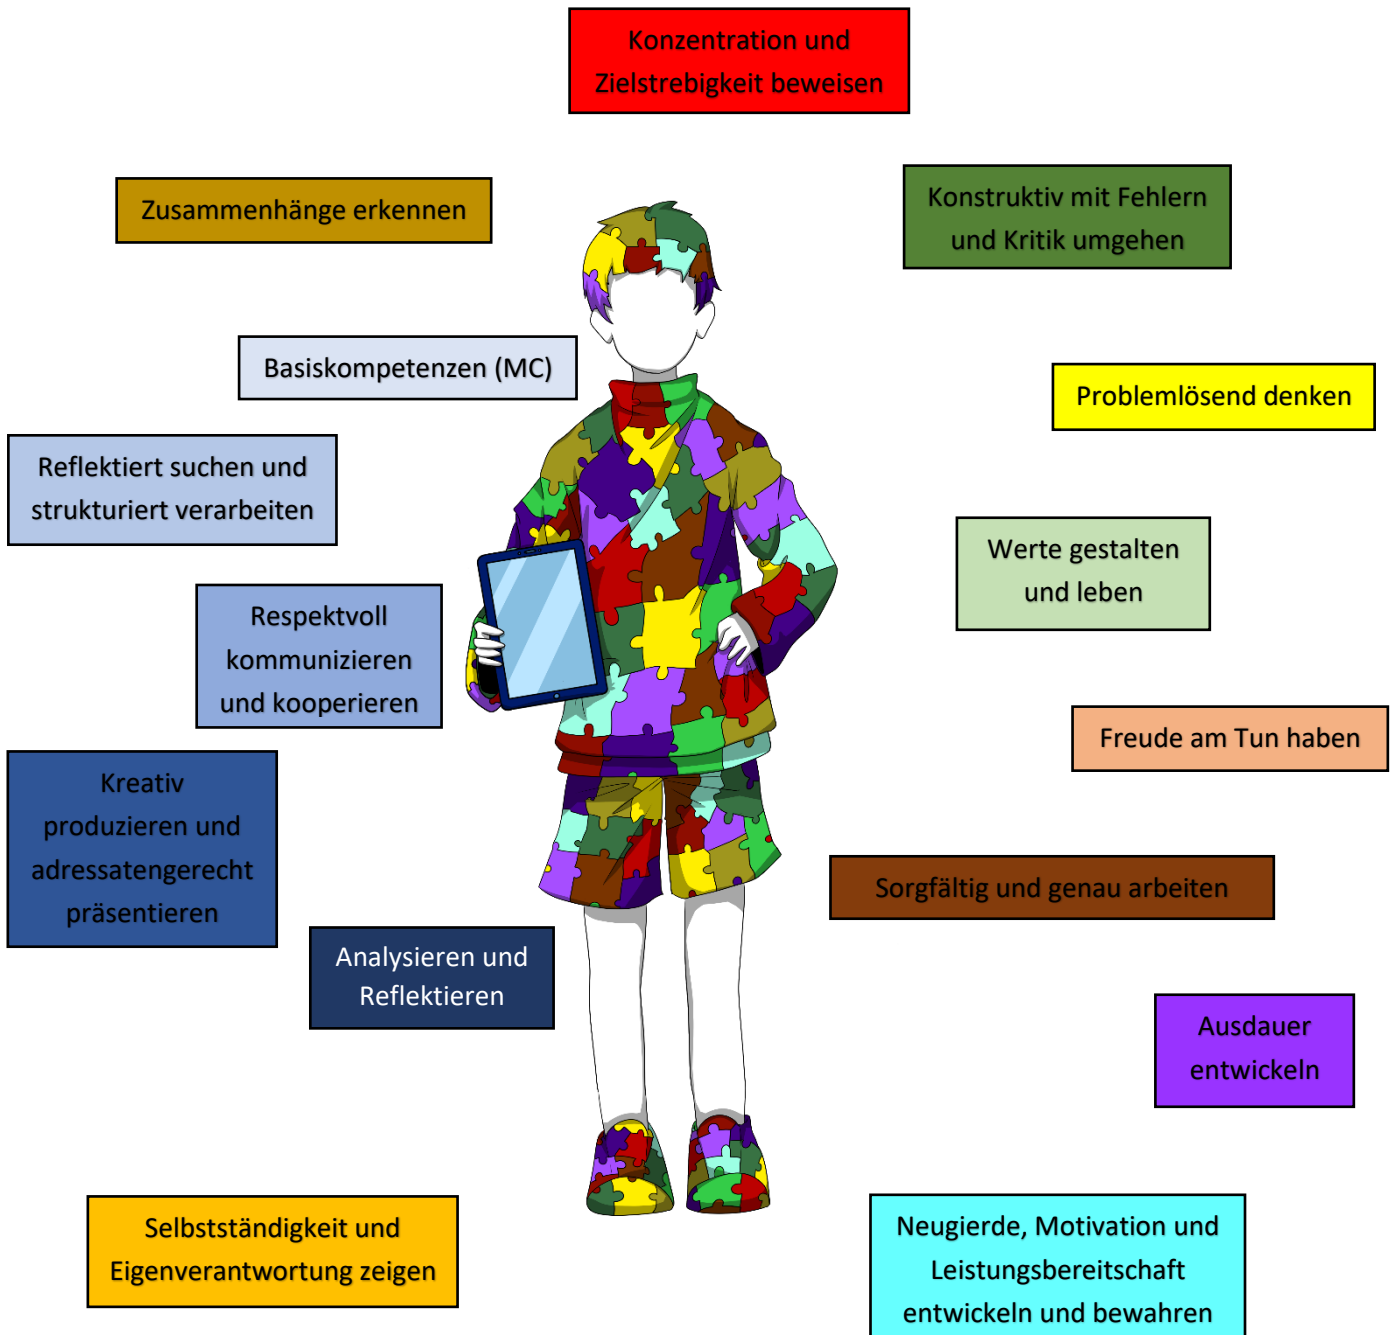 Konzentration und
Zielstrebigkeit beweisen
Zusammenhänge erkennen
Konstruktiv mit Fehlern
und Kritik umgehen
Basiskompetenzen (MC)
Problemlösend denken
Reflektiert suchen und
strukturiert verarbeiten
Werte gestalten
und leben
Respektvoll
kommunizieren
und kooperieren
Freude am Tun haben
Kreativ
produzieren und
adressatengerecht
präsentieren
Sorgfältig und genau arbeiten
Analysieren und
Reflektieren
Ausdauer
entwickeln
Selbstständigkeit und
Eigenverantwortung zeigen
Neugierde, Motivation und
Leistungsbereitschaft
entwickeln und bewahren